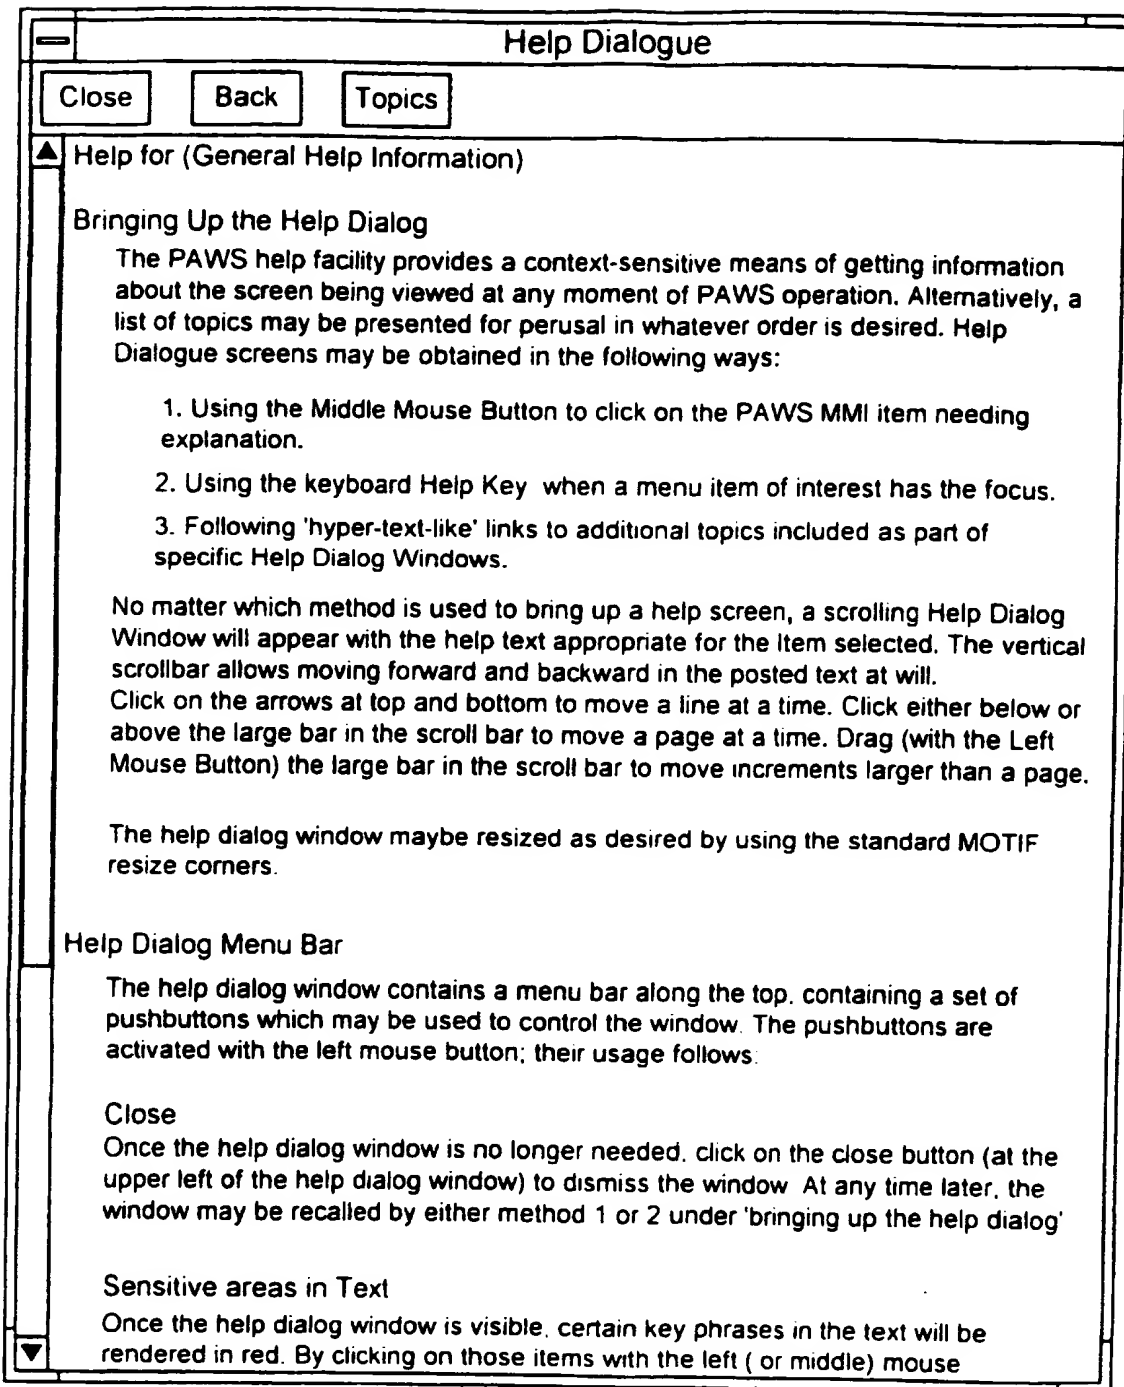 Help Dialogue
Close Back Topics
Help for (General Help Information)
Bringing Up the Help Dialog
The PAWS help facility provides a context-sensitive means of getting information
about the screen being viewed at any moment of PAWS operation. Alternatively, a
list of topics may be presented for perusal in whatever order is desired. Help
Dialogue screens may be obtained in the following ways:
1. Using the Middle Mouse Button to click on the PAWS MMI item needing
explanation.
2. Using the keyboard Help Key when a menu item of interest has the focus.
3. Following 'hyper-text-like' links to additional topics included as part of
specific Help Dialog Windows.
No matter which method is used to bring up a help screen, a scrolling Help Dialog
Window will appear with the help text appropriate for the Item selected. The vertical
scrollbar allows moving forward and backward in the posted text at will.
Click on the arrows at top and bottom to move a line at a time. Click either below or
above the large bar in the scroll bar to move a page at a time. Drag (with the Left
Mouse Button) the large bar in the scroll bar to move increments larger than a page.
The help dialog window maybe resized as desired by using the standard MOTIF
resize corners.
Help Dialog Menu Bar
The help dialog window contains a menu bar along the top, containing a set of
pushbuttons which may be used to control the window. The pushbuttons are
activated with the left mouse button; their usage follows:
Close
Once the help dialog window is no longer needed, click on the close button (at the
upper left of the help dialog window) to dismiss the window At any time later, the
window may be recalled by either method 1 or 2 under 'bringing up the help dialog'
Sensitive areas in Text
Once the help dialog window is visible, certain key phrases in the text will be
rendered in red. By clicking on those items with the left ( or middle) mouse